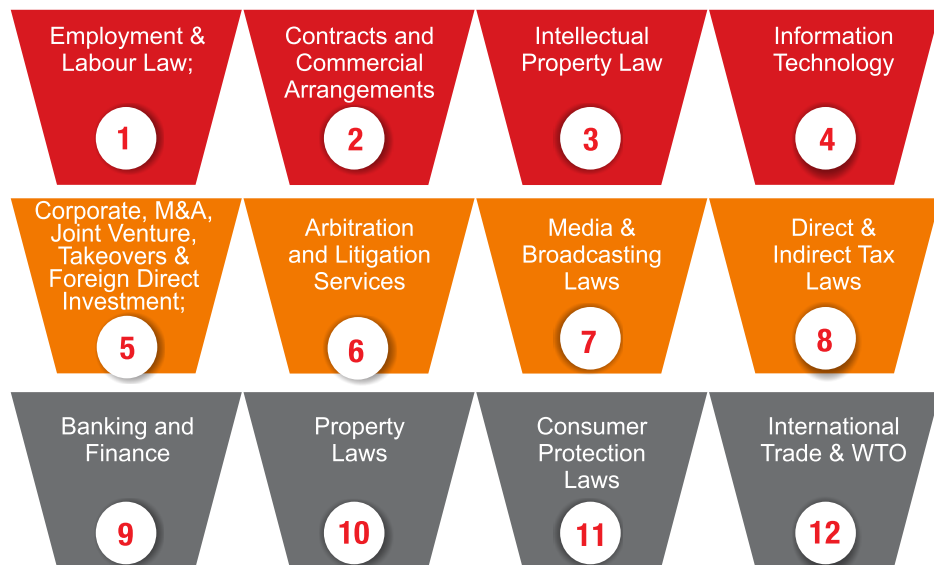 Employment &
Labour Law;
1
Contracts and
Commercial
Arrangements
2
Intellectual
Property Law
3
Information
Technology
4
Corporate, M&A,
Joint Venture,
Takeovers &
Foreign Direct
Investment;
5
Arbitration
and Litigation
Services
6
Media &
Broadcasting
Laws
7
Direct &
Indirect Tax
Laws
8
Banking and
Finance
9
Property
Laws
10
Consumer
Protection
Laws
11
International
Trade & WTO
12